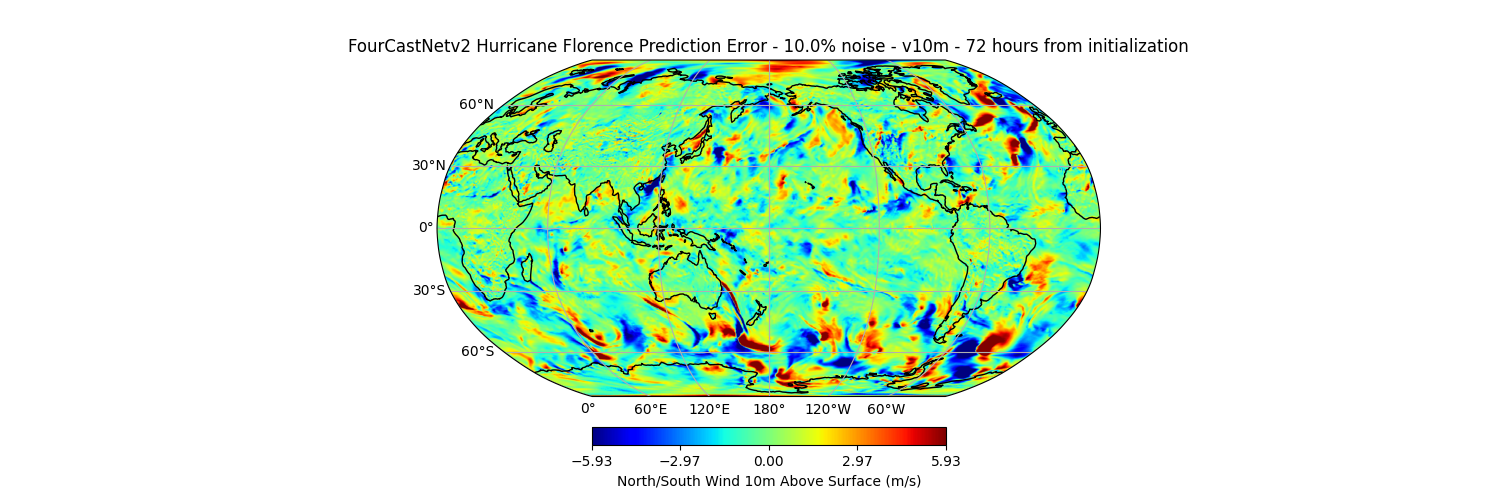 FourCastNetv2 Hurricane Florence Prediction Error - 10.0% noise - v10m - 72 hours from initialization
60°N
30°N
0°
30°S
60°S
0° 60°E 120°E 180° 120°W 60°W
−5.93 −2.97 0.00 2.97 5.93
North/South Wind 10m Above Surface (m/s)